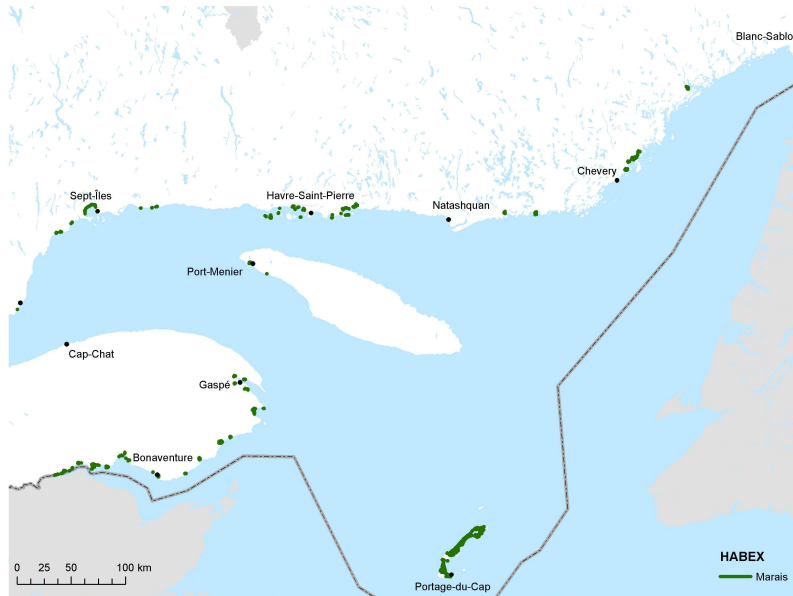 Blanc-Sablo
Chevery
Sept-Îles
Havre-Saint-Pierre
Natashquan
Port-Menier
Cap-Chat
Gaspé
Bonaventure
HABEX
0 25 50 100 km
Marais
Portage-du-Cap